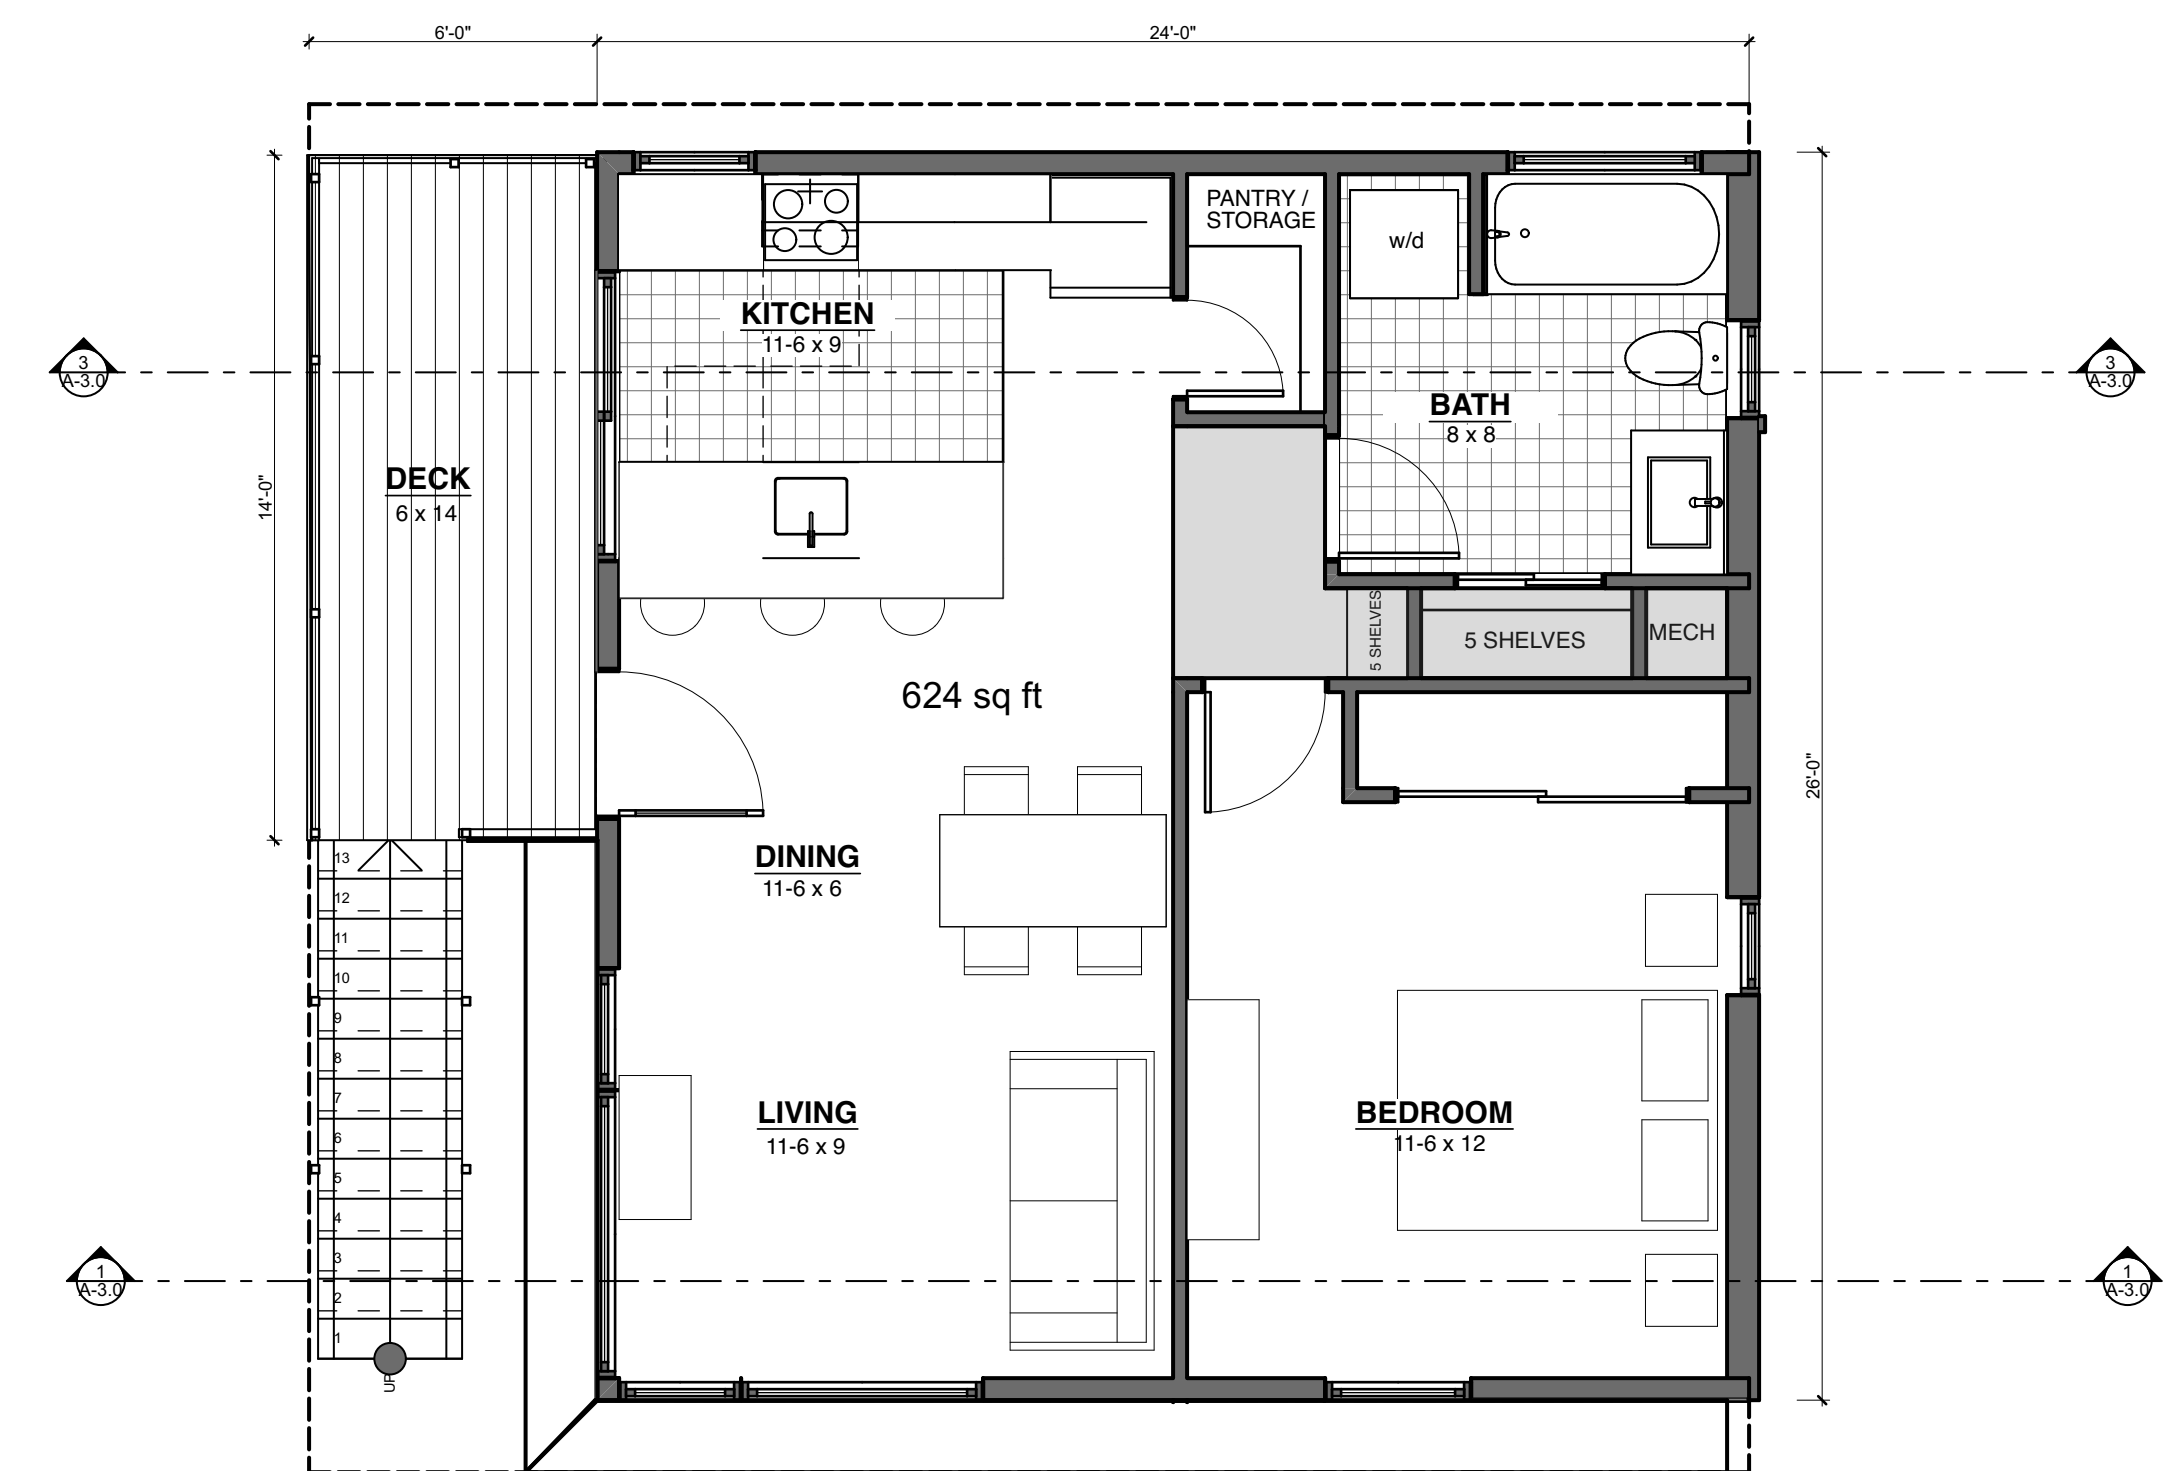 6'-0"
24'-0"
PANTRY /
STORAGE
w/d
KITCHEN
11-6 x 9
3
A-3.0
3
A-3.0
BATH
8 x 8
DECK
6 x 14
14'-0"
5 SHELVES
5 SHELVES
MECH
624 sq ft
26'-0"
DINING
11-6 x 6
13
12
11
10
9
8
7
6
5
4
3
2
1
UP
LIVING
11-6 x 9
BEDROOM
11-6 x 12
1
A-3.0
1
A-3.0